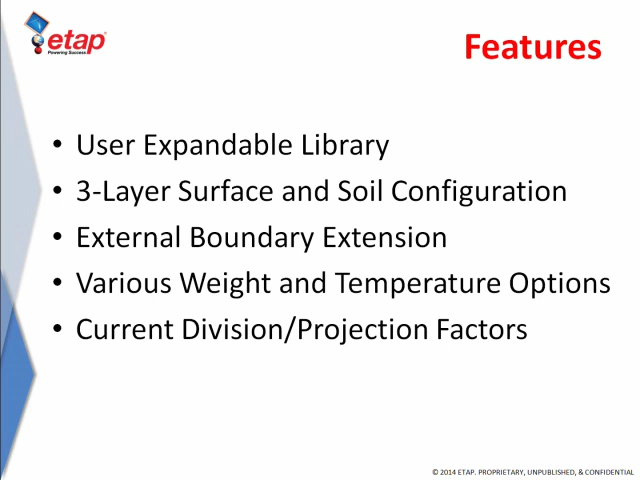 etap
Powering Success
Features
• User Expandable Library
• 3-Layer Surface and Soil Configuration
• External Boundary Extension
• Various Weight and Temperature Options
• Current Division/Projection Factors
© 2014 ETAP. PROPRIETARY, UNPUBLISHED, & CONFIDENTIAL